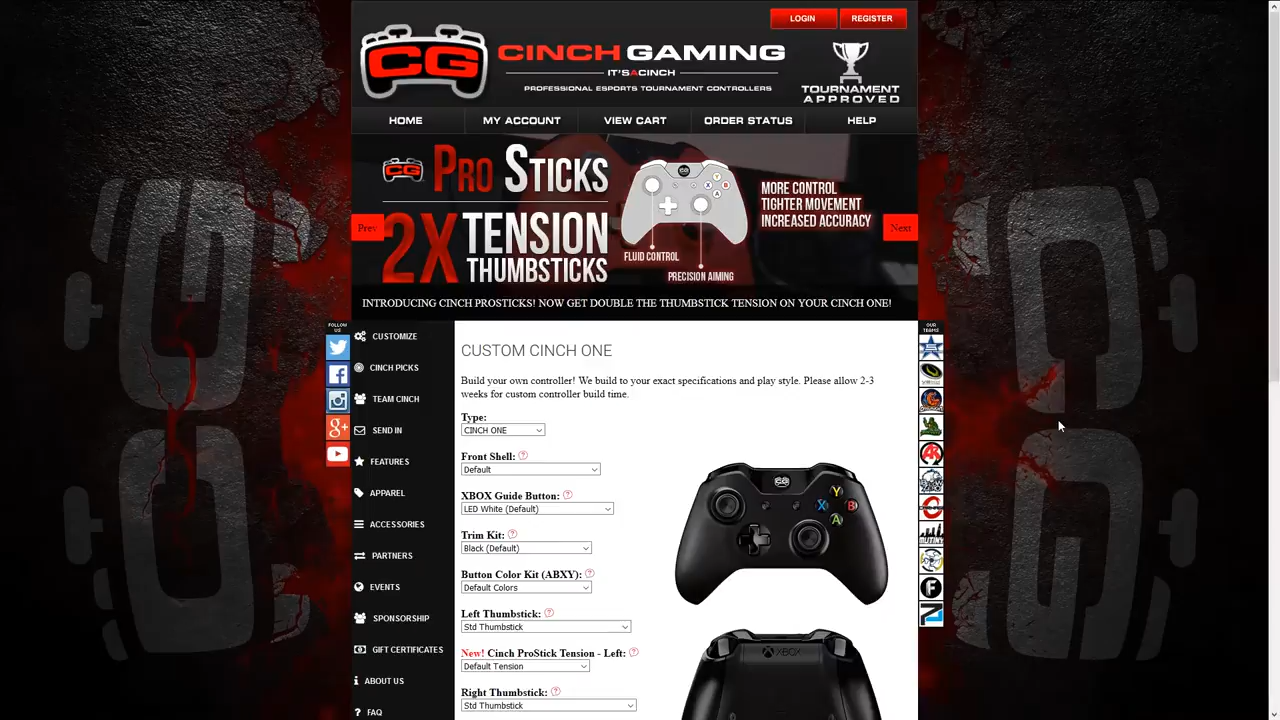 LOGIN
REGISTER
CG
CINCH GAMING
IT'SACINCH
PROFESSIONAL ESPORTS TOURNAMENT CONTROLLERS
TOURNAMENT
APPROVED
HOME
MY ACCOUNT
VIEW CART
ORDER STATUS
HELP
CG PRO STICKS
2X TENSION
THUMBSTICKS
MORE CONTROL
TIGHTER MOVEMENT
INCREASED ACCURACY
FLUID CONTROL
PRECISION AIMING
Prev
Next
INTRODUCING CINCH PROSTICKS! NOW GET DOUBLE THE THUMBSTICK TENSION ON YOUR CINCH ONE!
FOLLOW
US
OUR
TEAMS
CUSTOMIZE
CINCH PICKS
TEAM CINCH
SEND IN
FEATURES
APPAREL
ACCESSORIES
PARTNERS
EVENTS
SPONSORSHIP
GIFT CERTIFICATES
ABOUT US
FAQ
CUSTOM CINCH ONE
Build your own controller! We build to your exact specifications and play style. Please allow 2-3
weeks for custom controller build time.
Type:
CINCH ONE
Front Shell:
Default
XBOX Guide Button:
LED White (Default)
Trim Kit:
Black (Default)
Button Color Kit (ABXY):
Default Colors
Left Thumbstick:
Std Thumbstick
New! Cinch ProStick Tension - Left:
Default Tension
Right Thumbstick:
Std Thumbstick
CG
Y
X
B
A
XBOX